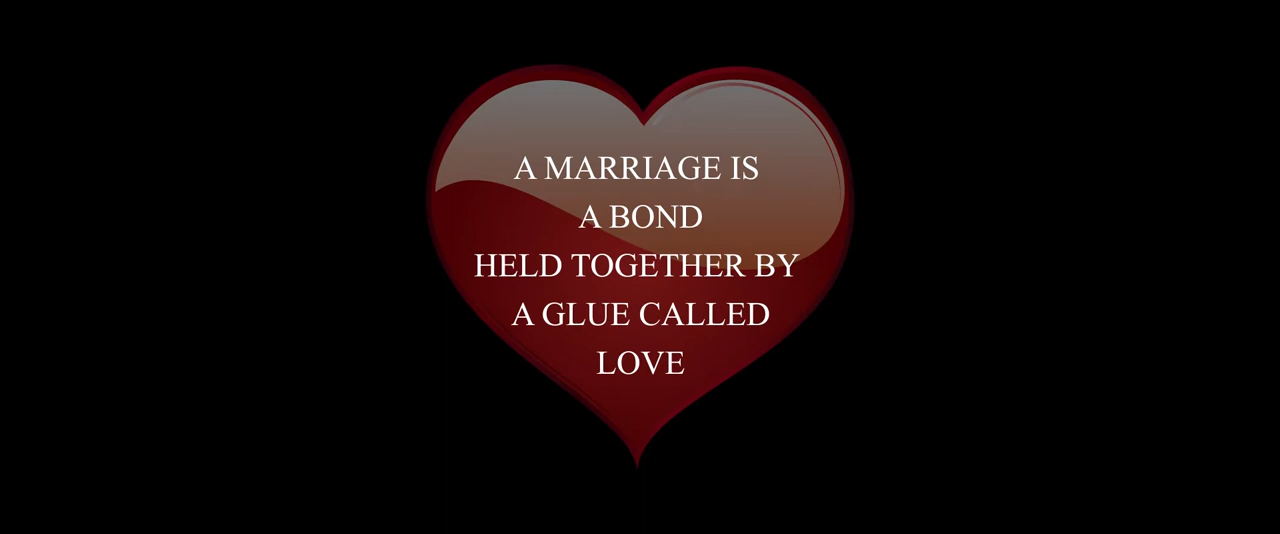 A MARRIAGE IS
A BOND
HELD TOGETHER BY
A GLUE CALLED
LOVE